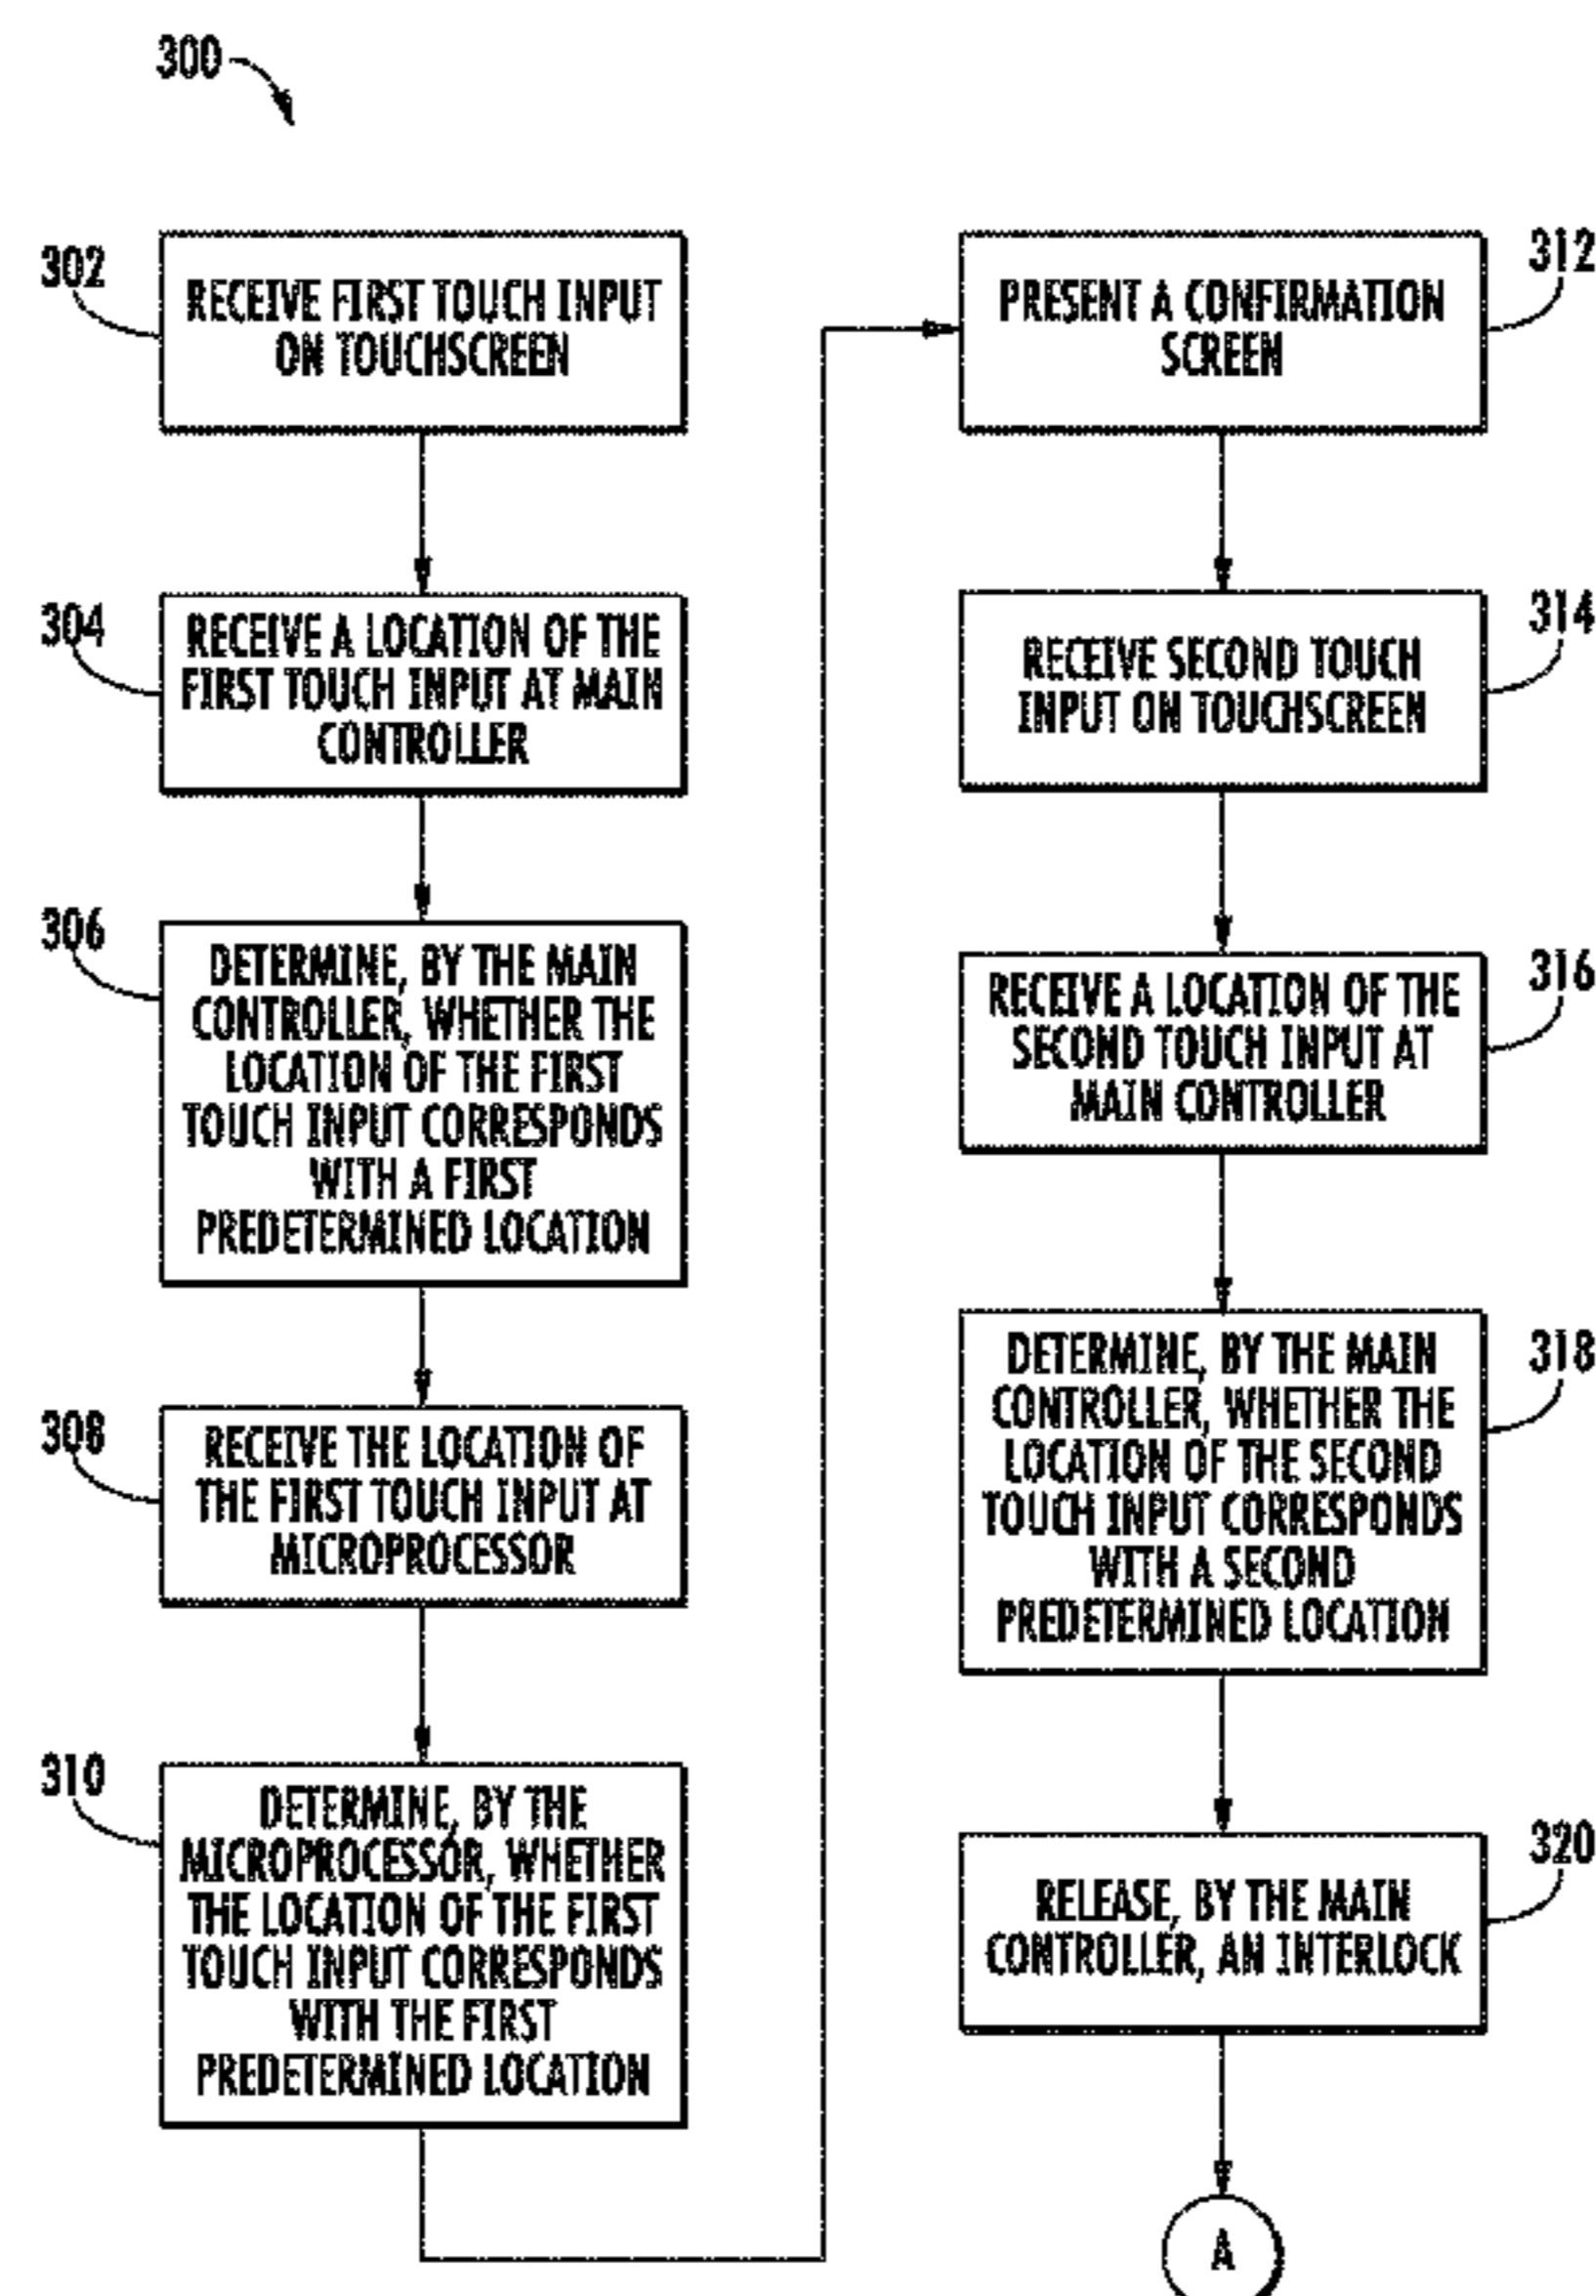 300
302
RECEIVE FIRST TOUCH INPUT
ON TOUCHSCREEN
304
RECEIVE A LOCATION OF THE
FIRST TOUCH INPUT AT MAIN
CONTROLLER
306
DETERMINE, BY THE MAIN
CONTROLLER, WHETHER THE
LOCATION OF THE FIRST
TOUCH INPUT CORRESPONDS
WITH A FIRST
PREDETERMINED LOCATION
308
RECEIVE THE LOCATION OF
THE FIRST TOUCH INPUT AT
MICROPROCESSOR
310
DETERMINE, BY THE
MICROPROCESSOR, WHETHER
THE LOCATION OF THE FIRST
TOUCH INPUT CORRESPONDS
WITH THE FIRST
PREDETERMINED LOCATION
312
PRESENT A CONFIRMATION
SCREEN
314
RECEIVE SECOND TOUCH
INPUT ON TOUCHSCREEN
316
RECEIVE A LOCATION OF THE
SECOND TOUCH INPUT AT
MAIN CONTROLLER
318
DETERMINE, BY THE MAIN
CONTROLLER, WHETHER THE
LOCATION OF THE SECOND
TOUCH INPUT CORRESPONDS
WITH A SECOND
PREDETERMINED LOCATION
320
RELEASE, BY THE MAIN
CONTROLLER, AN INTERLOCK
A